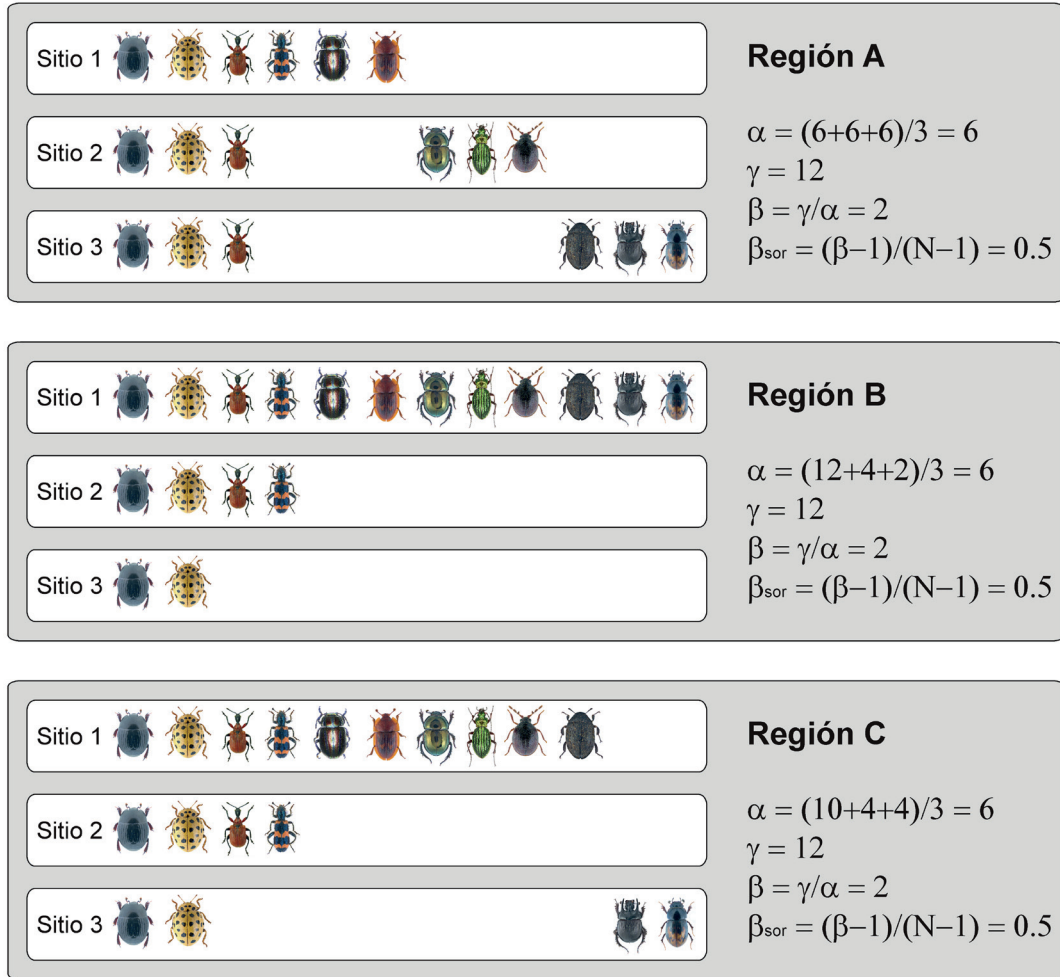 Sitio 1
Sitio 2
Sitio 3
Región A
α = (6+6+6)/3 = 6
γ = 12
β = γ/α = 2
βsor = (β−1)/(N−1) = 0.5
Sitio 1
Sitio 2
Sitio 3
Región B
α = (12+4+2)/3 = 6
γ = 12
β = γ/α = 2
βsor = (β−1)/(N−1) = 0.5
Sitio 1
Sitio 2
Sitio 3
Región C
α = (10+4+4)/3 = 6
γ = 12
β = γ/α = 2
βsor = (β−1)/(N−1) = 0.5